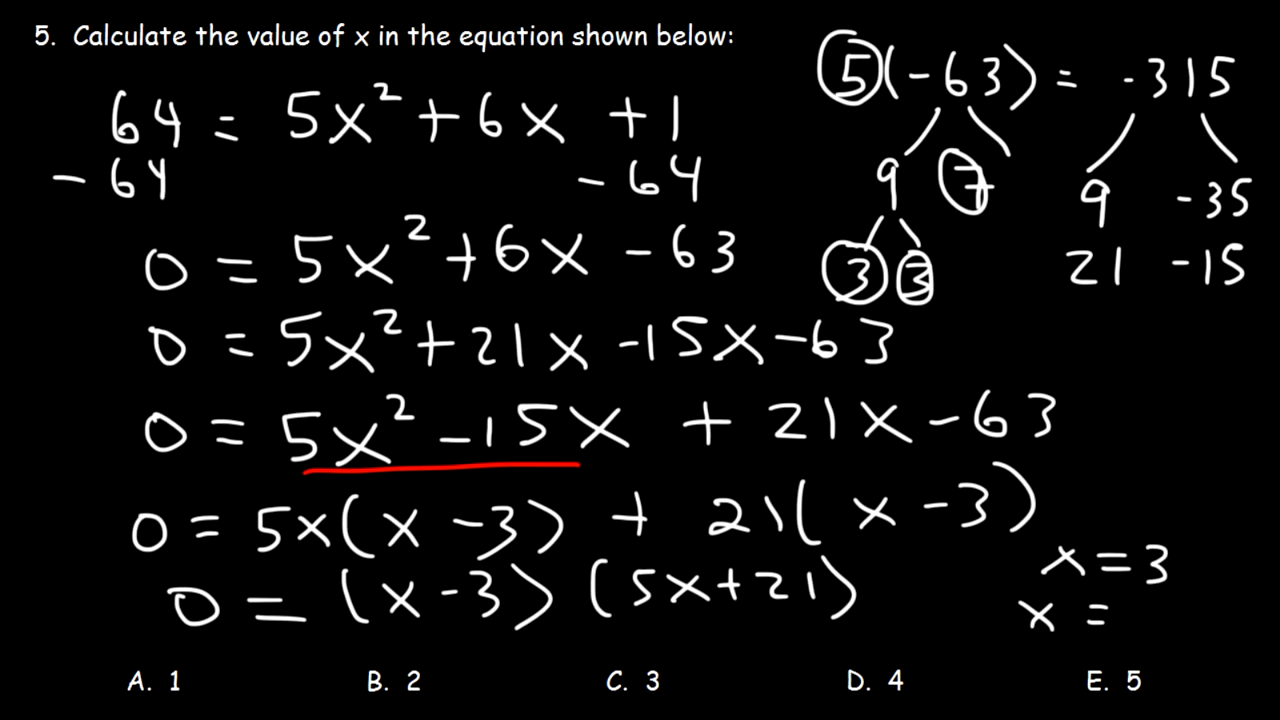 5. Calculate the value of x in the equation shown below:
64 = 5x² + 6x + 1
- 64 - 64
0 = 5x² + 6x - 63
0 = 5x² + 21x - 15x - 63
0 = 5x² - 15x + 21x - 63
0 = 5x(x - 3) + 21(x - 3)
0 = (x - 3)(5x + 21)
5(-63) = -315
9 7 9 -35
3 3 21 -15
x = 3
x =
A. 1 B. 2 C. 3 D. 4 E. 5